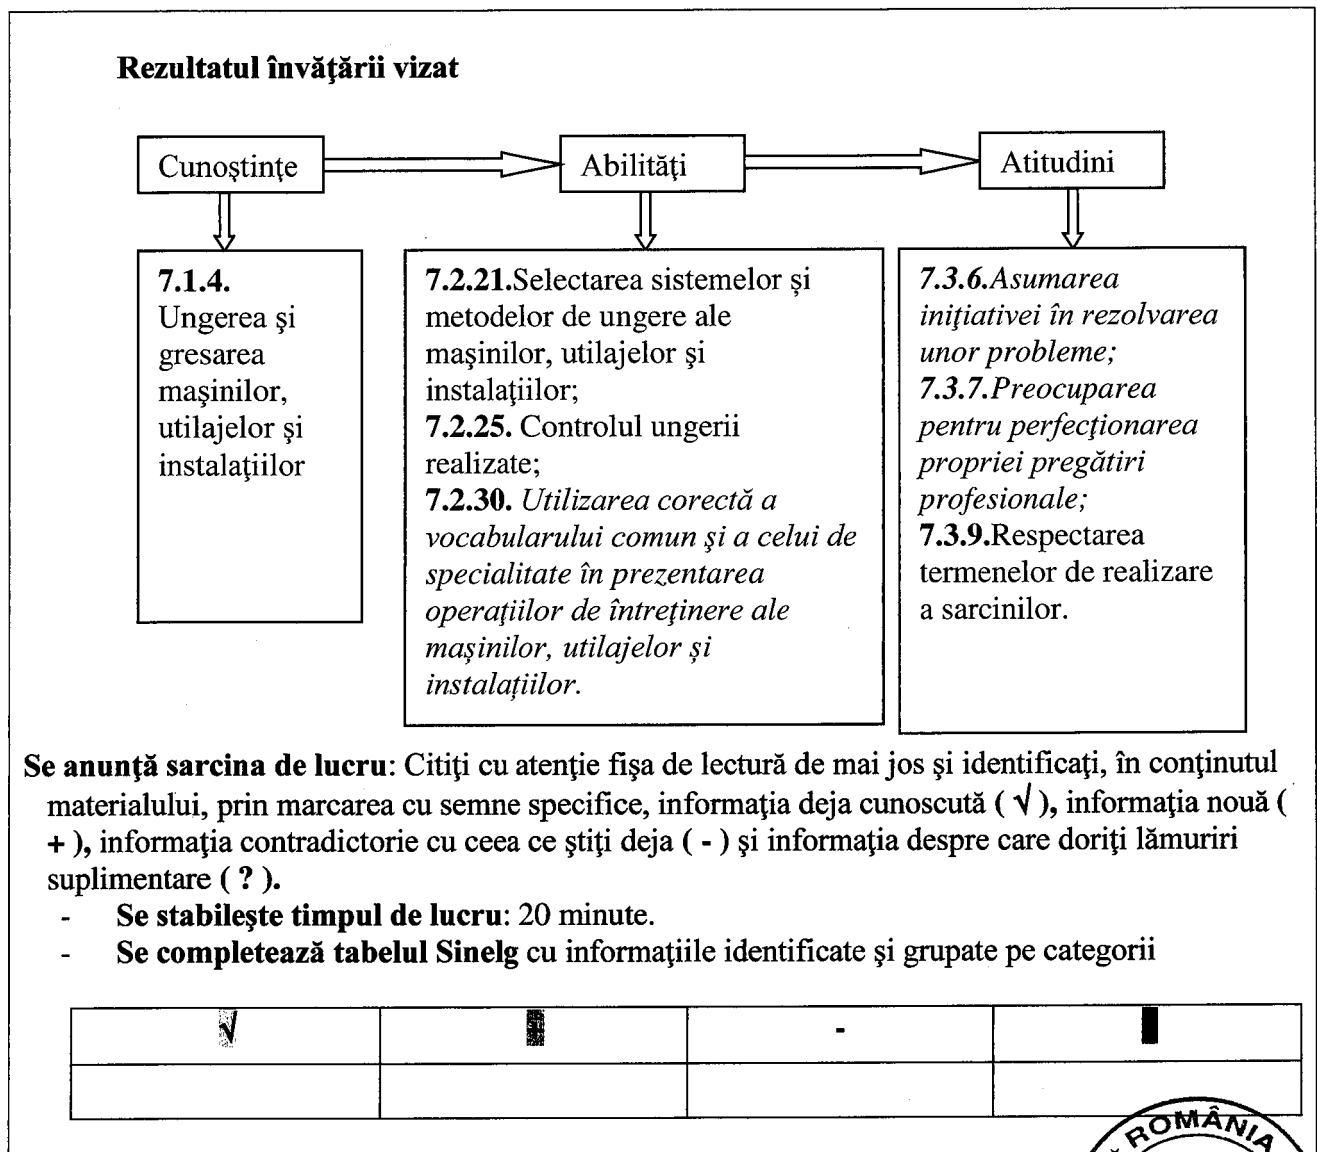 Rezultatul învăţării vizat
Cunoştinţe
Abilităţi
Atitudini
7.1.4.
Ungerea şi
gresarea
maşinilor,
utilajelor şi
instalaţiilor
7.2.21.Selectarea sistemelor și
metodelor de ungere ale
maşinilor, utilajelor şi
instalaţiilor;
7.2.25. Controlul ungerii
realizate;
7.2.30. Utilizarea corectă a
vocabularului comun şi a celui de
specialitate în prezentarea
operaţiilor de întreţinere ale
mașinilor, utilajelor și
instalațiilor.
7.3.6.Asumarea
iniţiativei în rezolvarea
unor probleme;
7.3.7.Preocuparea
pentru perfecţionarea
propriei pregătiri
profesionale;
7.3.9.Respectarea
termenelor de realizare
a sarcinilor.
Se anunţă sarcina de lucru: Citiţi cu atenţie fişa de lectură de mai jos şi identificaţi, în conţinutul
materialului, prin marcarea cu semne specifice, informaţia deja cunoscută ( √ ), informaţia nouă (
+ ), informaţia contradictorie cu ceea ce ştiţi deja ( - ) şi informaţia despre care doriţi lămuriri
suplimentare ( ? ).
- Se stabileşte timpul de lucru: 20 minute.
- Se completează tabelul Sinelg cu informaţiile identificate şi grupate pe categorii
√ -
ROMÂNIA